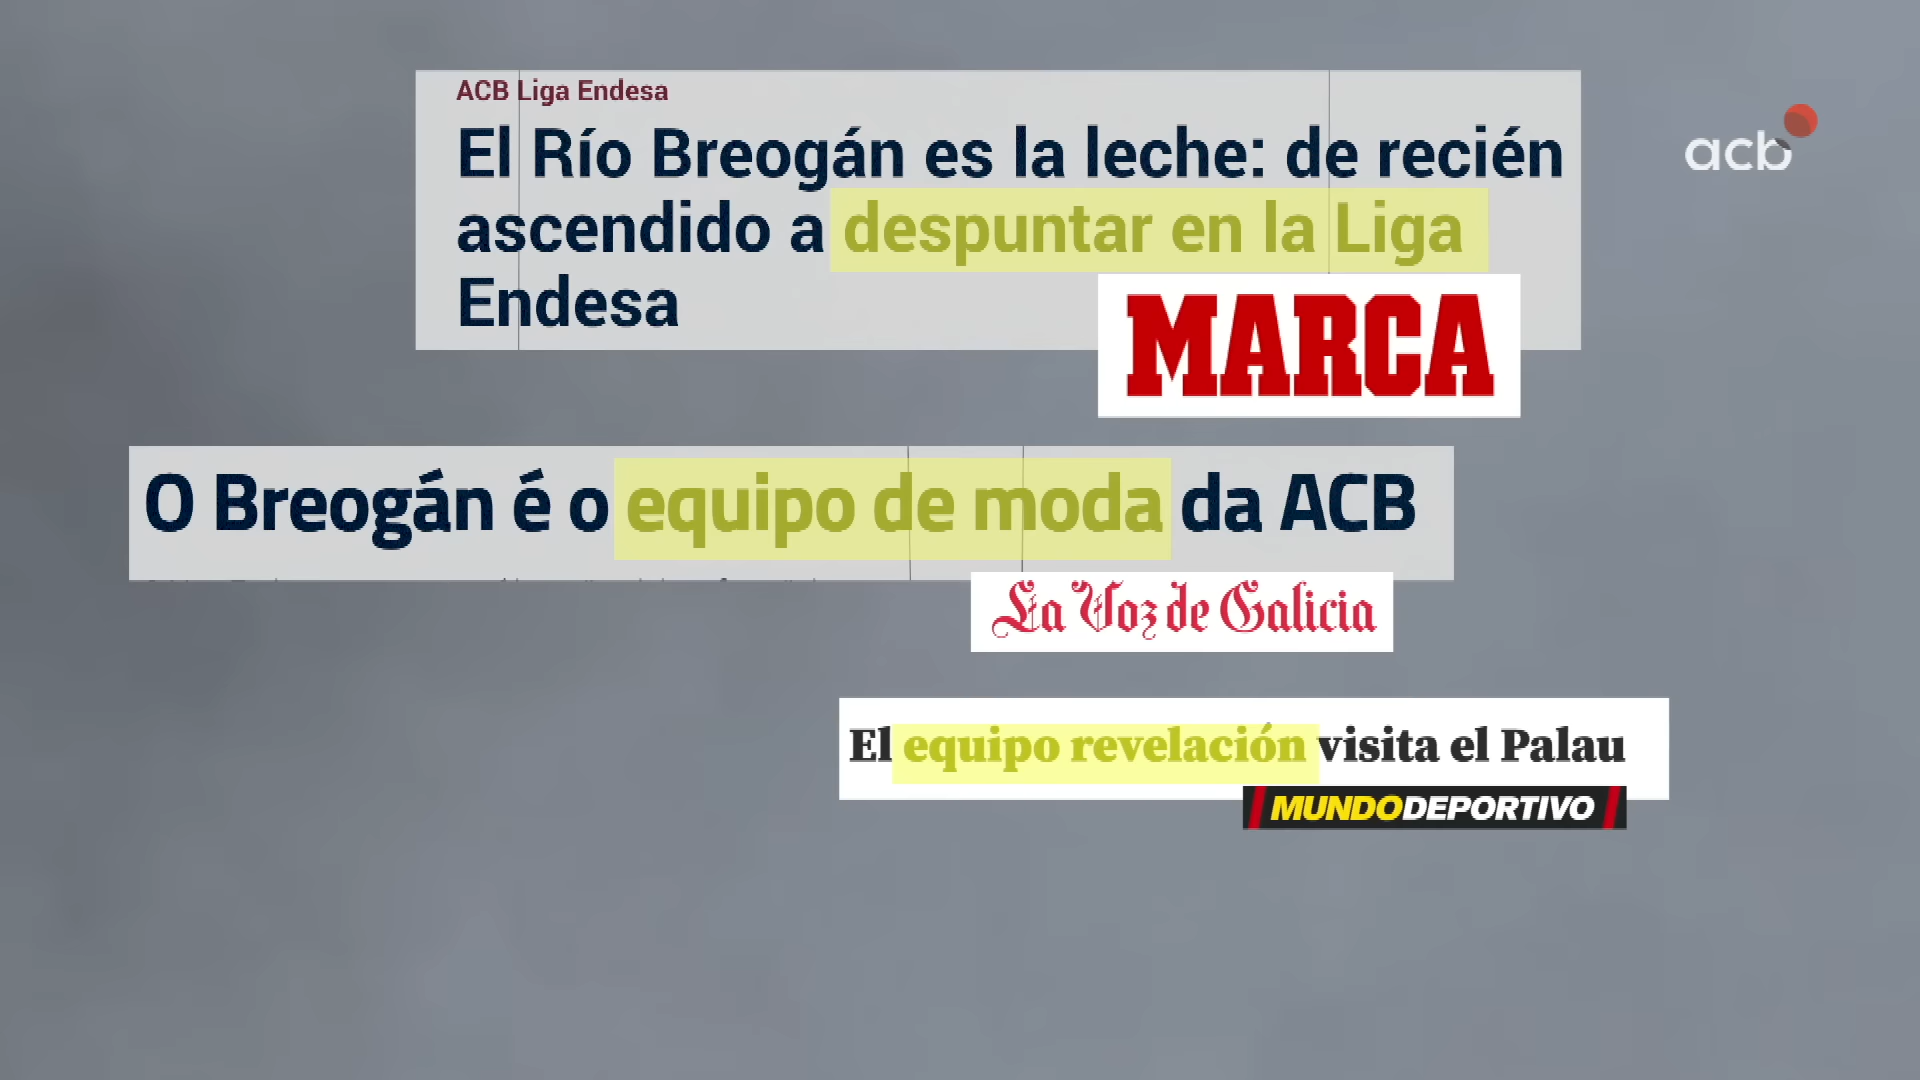 ACB Liga Endesa
El Río Breogán es la leche: de recién
ascendido a despuntar en la Liga
Endesa
MARCA
acb
O Breogán é o equipo de moda da ACB
La Voz de Galicia
El equipo revelación visita el Palau
MUNDODEPORTIVO